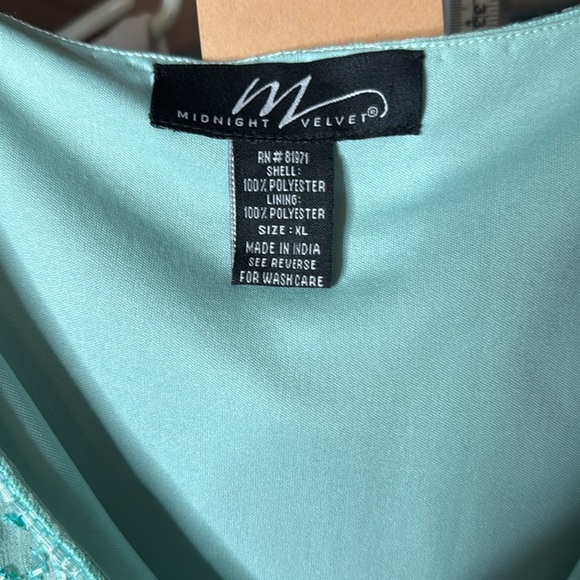 m
MIDNIGHT VELVET®
RN# 81971
SHELL:
100% POLYESTER
LINING:
100% POLYESTER
SIZE : XL
MADE IN INDIA
SEE REVERSE
FOR WASH CARE
33